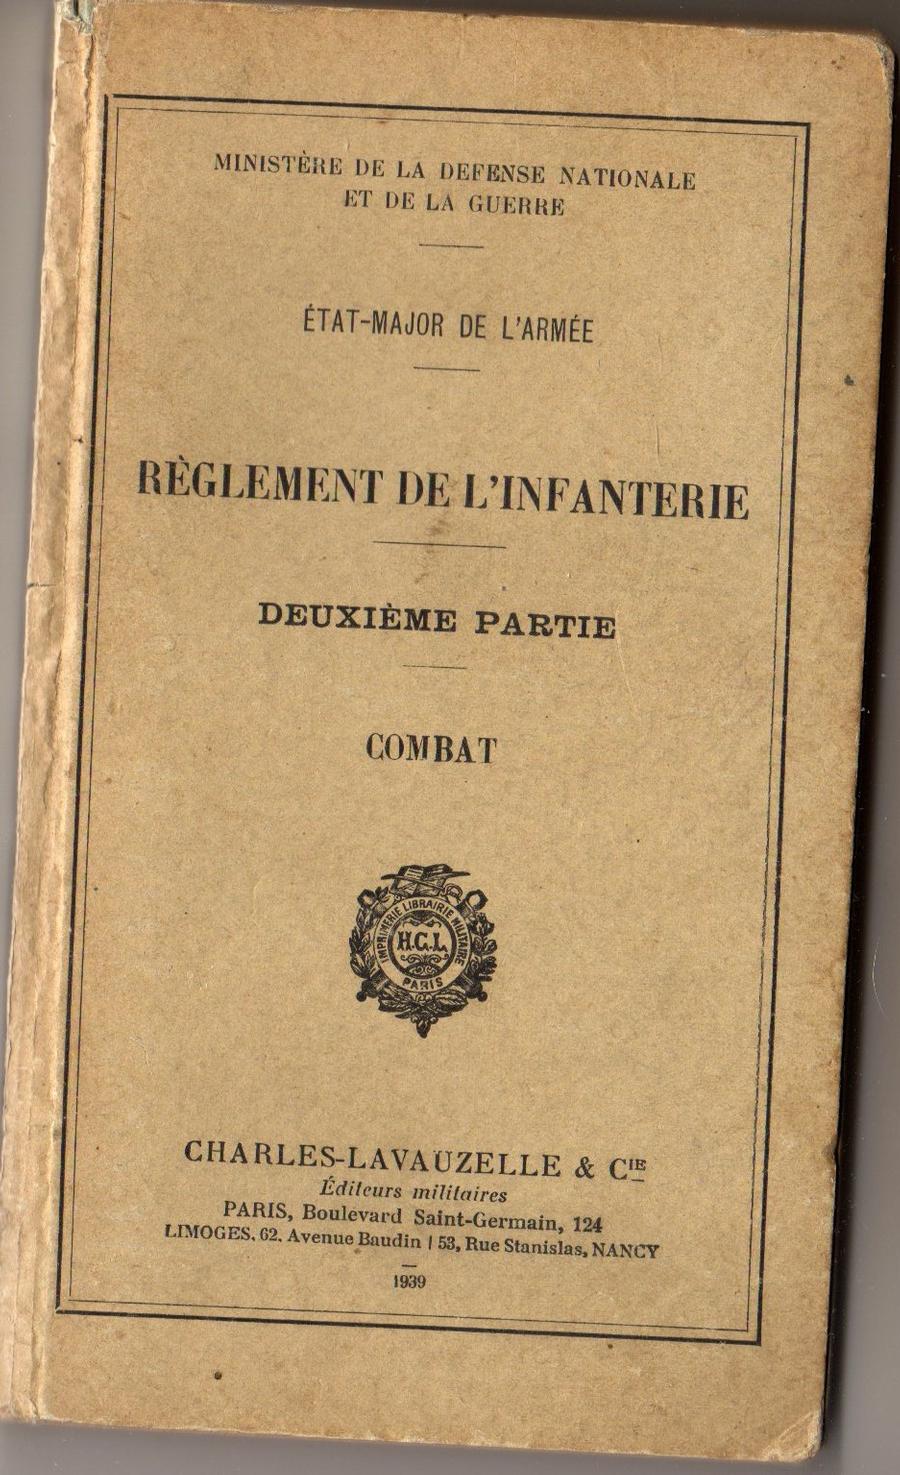 MINISTÈRE DE LA DEFENSE NATIONALE
ET DE LA GUERRE
ÉTAT-MAJOR DE L'ARMÉE
RÈGLEMENT DE L'INFANTERIE
DEUXIÈME PARTIE
COMBAT
IMPRIMERIE LIBRAIRIE MILITAIRE
H.C.L.
PARIS
CHARLES-LAVAUZELLE & CIE
Éditeurs militaires
PARIS, Boulevard Saint-Germain, 124
LIMOGES, 62, Avenue Baudin | 53, Rue Stanislas, NANCY
1939